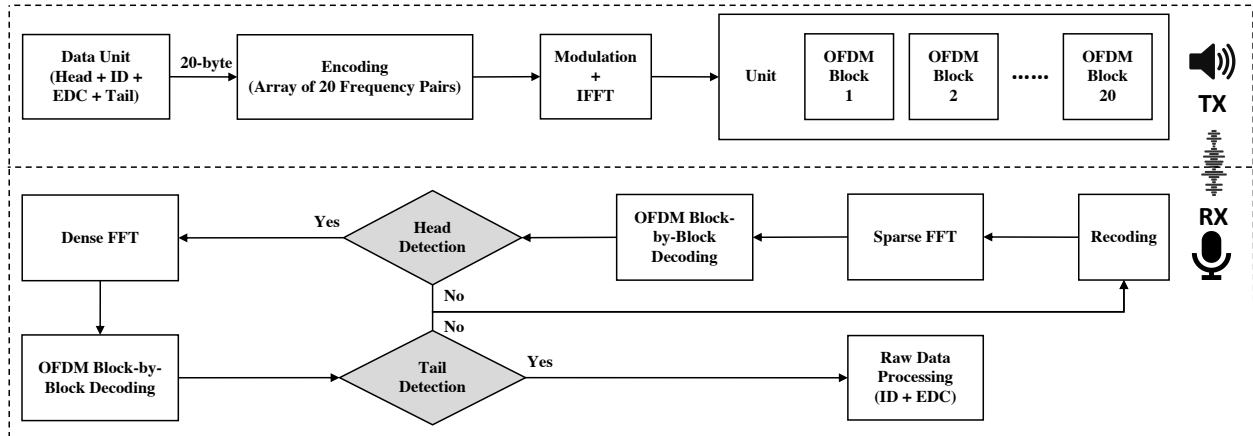 Data Unit
(Head + ID +
EDC + Tail)
20-byte
Encoding
(Array of 20 Frequency Pairs)
Modulation
+
IFFT
Unit
OFDM
Block
1
OFDM
Block
2
......
OFDM
Block
20
TX
RX
Recoding
Sparse FFT
OFDM Block-
by-Block
Decoding
Head
Detection
Yes
No
Dense FFT
OFDM Block-by-
Block Decoding
No
Tail
Detection
Yes
Raw Data
Processing
(ID + EDC)